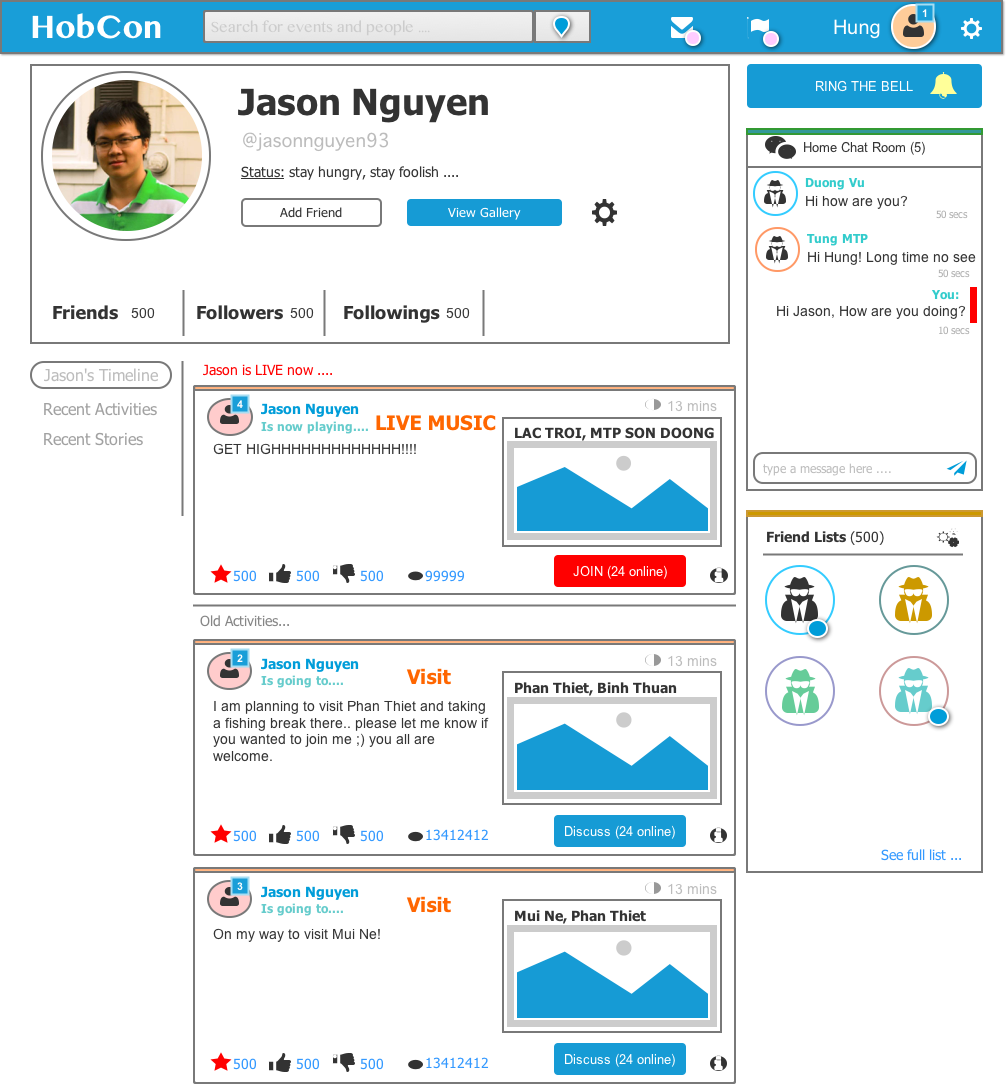 HobCon
Search for events and people ....
Hung
1
Jason Nguyen
@jasonnguyen93
Status: stay hungry, stay foolish ....
Add Friend
View Gallery
Friends 500
Followers 500
Followings 500
RING THE BELL
Home Chat Room (5)
Duong Vu
Hi how are you?
50 secs
Tung MTP
Hi Hung! Long time no see
50 secs
You:
Hi Jason, How are you doing?
10 secs
type a message here ....
Friend Lists (500)
See full list ...
Jason's Timeline
Recent Activities
Recent Stories
Jason is LIVE now ....
4
Jason Nguyen
Is now playing....
LIVE MUSIC
13 mins
LAC TROI, MTP SON DOONG
GET HIGHHHHHHHHHHHHH!!!!
500 500 500 99999
JOIN (24 online)
Old Activities...
2
Jason Nguyen
Is going to....
Visit
13 mins
Phan Thiet, Binh Thuan
I am planning to visit Phan Thiet and taking
a fishing break there.. please let me know if
you wanted to join me ;) you all are
welcome.
500 500 500 13412412
Discuss (24 online)
3
Jason Nguyen
Is going to....
Visit
13 mins
Mui Ne, Phan Thiet
On my way to visit Mui Ne!
500 500 500 13412412
Discuss (24 online)